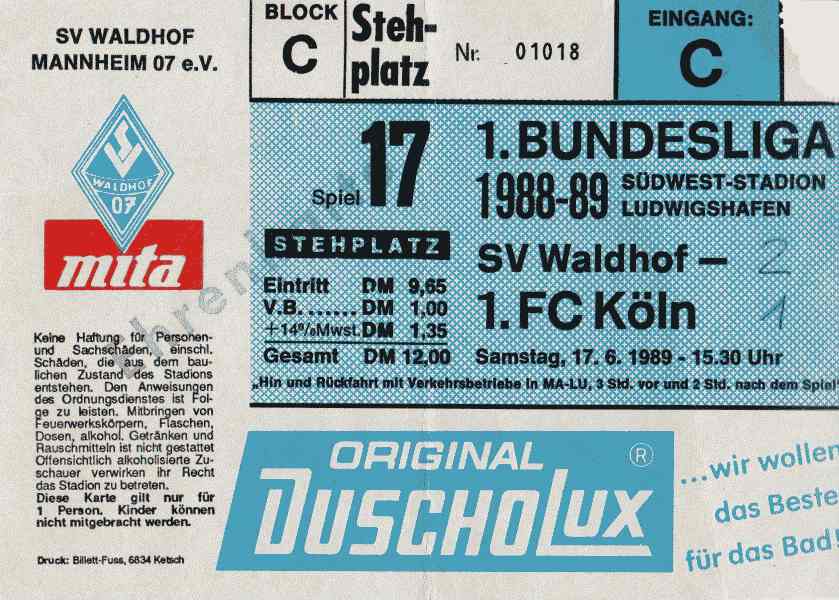 SV WALDHOF
MANNHEIM 07 e.V.
SV
WALDHOF
07
mita
Keine Haftung für Personen-
und Sachschäden, einschl.
Schäden, die aus dem bau-
lichen Zustand des Stadions
entstehen. Den Anweisungen
des Ordnungsdienstes ist Fol-
ge zu leisten. Mitbringen von
Feuerwerkskörpern, Flaschen,
Dosen, alkohol. Getränken und
Rauschmitteln ist nicht gestattet
Offensichtlich alkoholisierte Zu-
schauer verwirken ihr Recht
das Stadion zu betreten.
Diese Karte gilt nur für
1 Person. Kinder können
nicht mitgebracht werden.
Druck: Billett-Fuss, 6834 Ketsch
BLOCK
C
Steh-
platz
Nr. 01018
EINGANG:
C
Spiel 17
1. BUNDESLIGA
1988-89
SÜDWEST-STADION
LUDWIGSHAFEN
STEHPLATZ
Eintritt DM 9,65
V.B. ...... DM 1,00
+14%Mwst. DM 1,35
Gesamt DM 12,00
SV Waldhof –
1. FC Köln 1
Samstag, 17. 6. 1989 - 15.30 Uhr
„Hin und Rückfahrt mit Verkehrsbetriebe in MA-LU, 3 Std. vor und 2 Std. nach dem Spiel"
ORIGINAL
DUSCHOLUX ®
...wir wollen
das Beste
für das Bad!